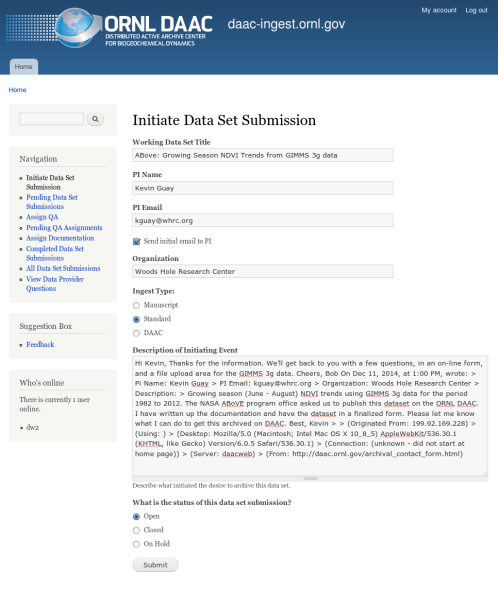 My account Log out
ORNL DAAC
DISTRIBUTED ACTIVE ARCHIVE CENTER
FOR BIOGEOCHEMICAL DYNAMICS
daac-ingest.ornl.gov
Home
Home
Initiate Data Set Submission
Working Data Set Title
ABove: Growing Season NDVI Trends from GIMMS 3g data
PI Name
Kevin Guay
PI Email
kguay@whrc.org
Send initial email to PI
Organization
Woods Hole Research Center
Ingest Type:
Manuscript
Standard
DAAC
Description of Initiating Event
Hi Kevin, Thanks for the information. We'll get back to you with a few questions, in an on-line form,
and a file upload area for the GIMMS 3g data. Cheers, Bob On Dec 11, 2014, at 1:00 PM, wrote: >
Pi Name: Kevin Guay > PI Email: kguay@whrc.org > Organization: Woods Hole Research Center >
Description: > Growing season (June - August) NDVI trends using GIMMS 3g data for the period
1982 to 2012. The NASA ABoVE program office asked us to publish this dataset on the ORNL DAAC.
I have written up the documentation and have the dataset in a finalized form. Please let me know
what I can do to get this archived on DAAC. Best, Kevin > > (Originated From: 199.92.169.228) >
(Using: ) > (Desktop: Mozilla/5.0 (Macintosh; Intel Mac OS X 10_8_5) AppleWebKit/536.30.1
(KHTML, like Gecko) Version/6.0.5 Safari/536.30.1) > (Connection: (unknown - did not start at
home page)) > (Server: daacweb) > (From: http://daac.ornl.gov/archival_contact_form.html)
Describe what initiated the desire to archive this data set.
What is the status of this data set submission?
Open
Closed
On Hold
Submit
Navigation
Initiate Data Set
Submission
Pending Data Set
Submissions
Assign QA
Pending QA Assignments
Assign Documentation
Completed Data Set
Submissions
All Data Set Submissions
View Data Provider
Questions
Suggestion Box
Feedback
Who's online
There is currently 1 user
online.
dw2